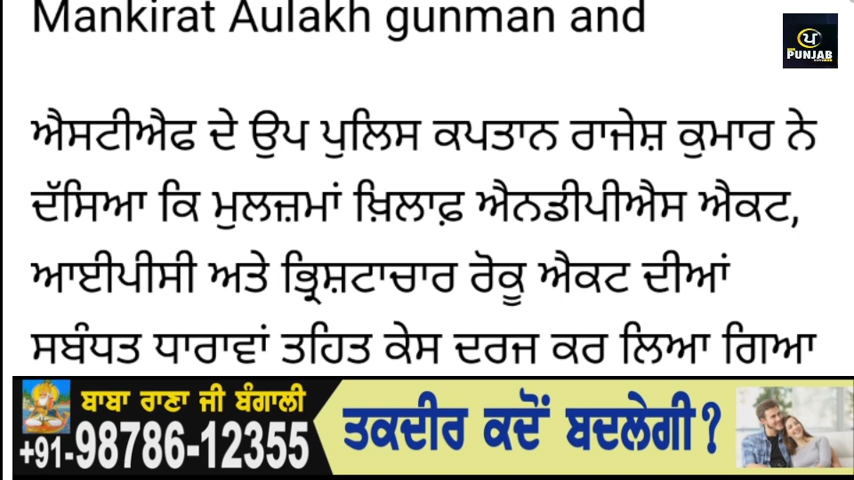 Mankirat Aulakh gunman and
ਪ
PUNJAB
ਐਸਟੀਐਫ ਦੇ ਉਪ ਪੁਲਿਸ ਕਪਤਾਨ ਰਾਜੇਸ਼ ਕੁਮਾਰ ਨੇ
ਦੱਸਿਆ ਕਿ ਮੁਲਜ਼ਮਾਂ ਖ਼ਿਲਾਫ਼ ਐਨਡੀਪੀਐਸ ਐਕਟ,
ਆਈਪੀਸੀ ਅਤੇ ਭ੍ਰਿਸ਼ਟਾਚਾਰ ਰੋਕੂ ਐਕਟ ਦੀਆਂ
ਸਬੰਧਤ ਧਾਰਾਵਾਂ ਤਹਿਤ ਕੇਸ ਦਰਜ ਕਰ ਲਿਆ ਗਿਆ
ਬਾਬਾ ਰਾਣਾ ਜੀ ਬੰਗਾਲੀ
+91-98786-12355
ਤਕਦੀਰ ਕਦੋਂ ਬਦਲੇਗੀ?